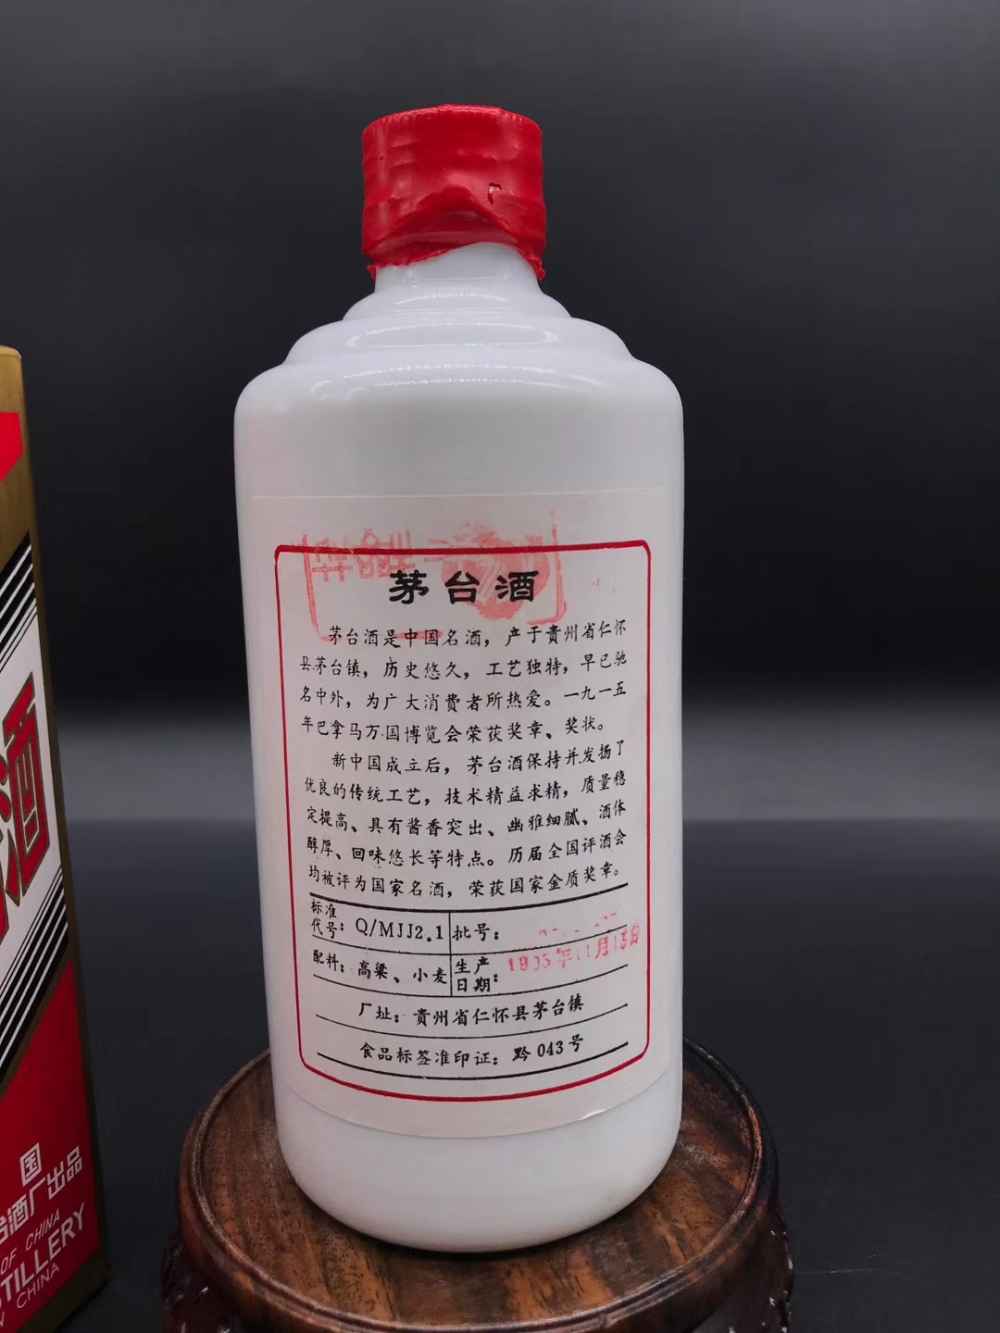 茅台酒
茅台酒是中国名酒，产于贵州省仁怀
县茅台镇，历史悠久，工艺独特，早已驰
名中外，为广大消费者所热爱。一九一五
年巴拿马万国博览会荣获奖章、奖状。
新中国成立后，茅台酒保持并发扬了
优良的传统工艺，技术精益求精，质量稳
定提高、具有酱香突出、幽雅细腻、酒体
醇厚、回味悠长等特点。历届全国评酒会
均被评为国家名酒，荣获国家金质奖章。
标准
代号：Q/MJJ2.1
批号：
配料：高粱、小麦
生产
日期：
11月13日
厂址：贵州省仁怀县茅台镇
食品标签准印证：黔043号
酒
国
台酒厂出品
OF CHINA
CHINA